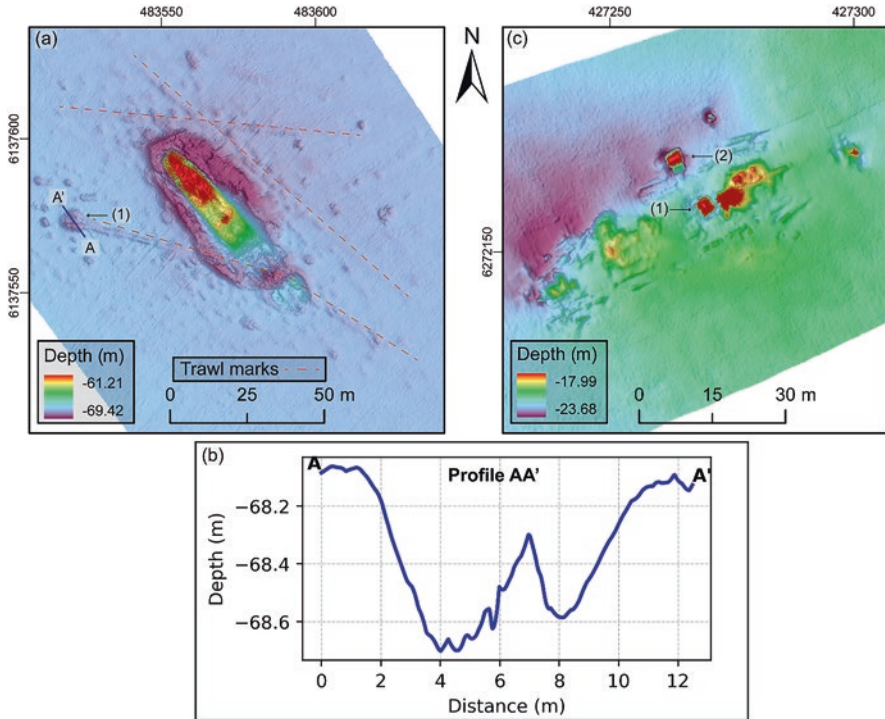 483550
483600
427250
427300
(a)
N
(c)
6137600
6137550
A'
(1)
A
(2)
(1)
6272150
Depth (m)
-61.21
-69.42
Trawl marks
0 25 50 m
Depth (m)
-17.99
-23.68
0 15 30 m
(b)
A
Profile AA’
A'
−68.2
−68.4
−68.6
Depth (m)
0 2 4 6 8 10 12
Distance (m)